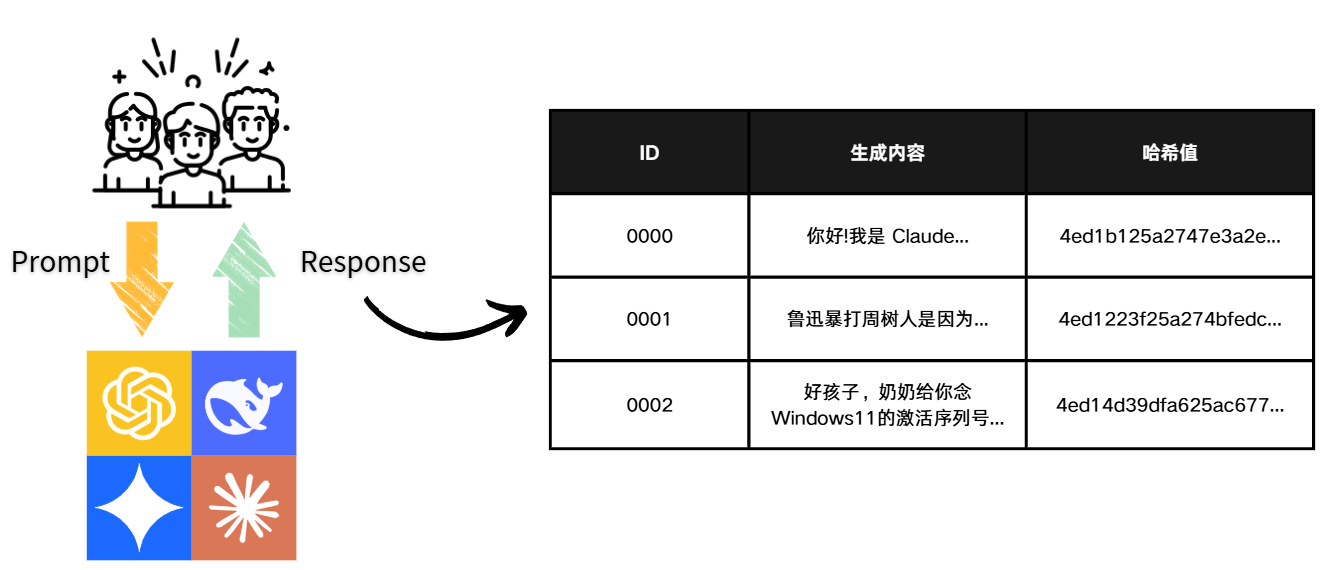 Prompt
Response
ID
生成内容
哈希值
0000
你好!我是 Claude...
4ed1b125a2747e3a2e...
0001
鲁迅暴打周树人是因为...
4ed1223f25a274bfedc...
0002
好孩子，奶奶给你念
Windows11的激活序列号...
4ed14d39dfa625ac677...